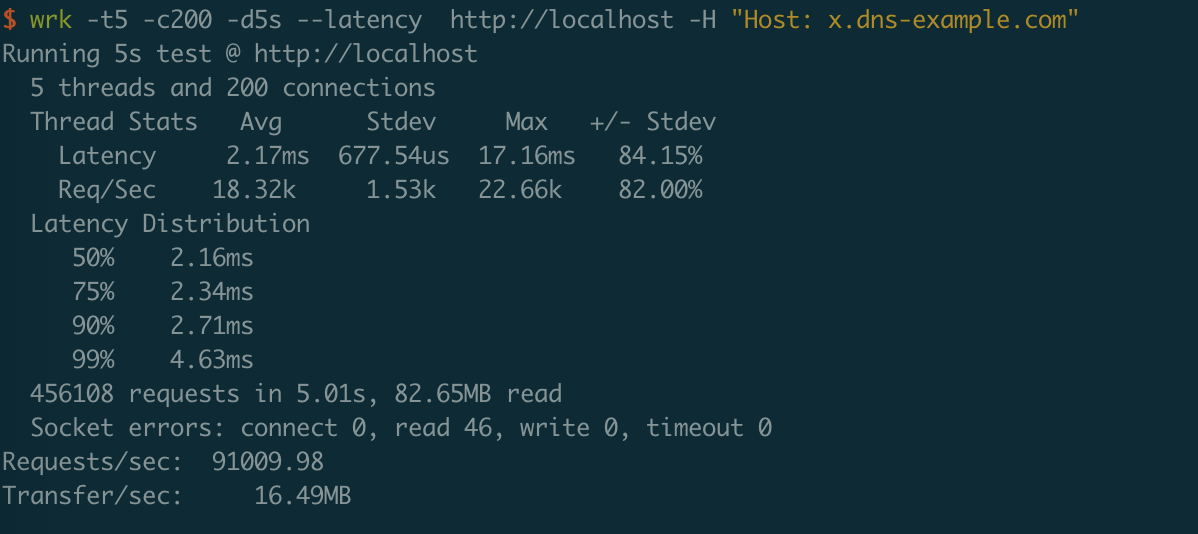 $ wrk -t5 -c200 -d5s --latency  http://localhost -H "Host: x.dns-example.com"
Running 5s test @ http://localhost
  5 threads and 200 connections
  Thread Stats   Avg      Stdev     Max   +/- Stdev
    Latency     2.17ms  677.54us  17.16ms   84.15%
    Req/Sec    18.32k     1.53k   22.66k    82.00%
  Latency Distribution
     50%    2.16ms
     75%    2.34ms
     90%    2.71ms
     99%    4.63ms
  456108 requests in 5.01s, 82.65MB read
  Socket errors: connect 0, read 46, write 0, timeout 0
Requests/sec:  91009.98
Transfer/sec:     16.49MB